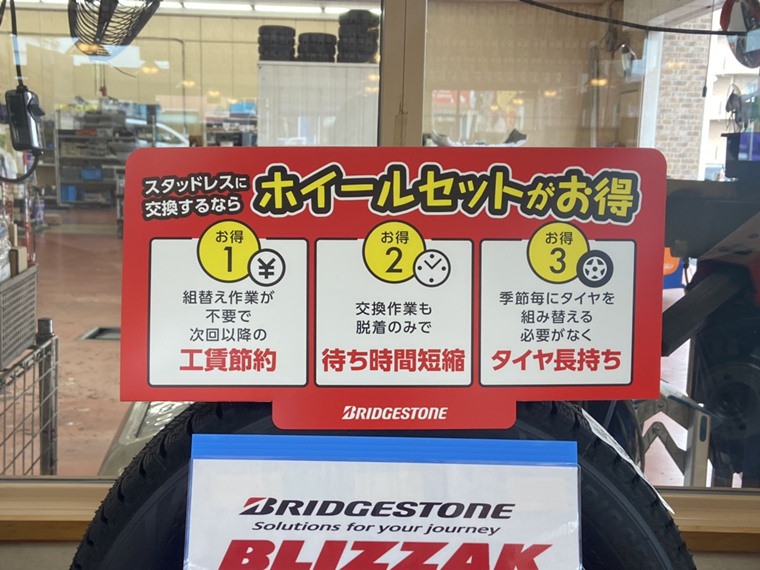 スタッドレスに
交換するなら
ホイールセットがお得
お得
1
¥
組替え作業が
不要で
次回以降の
工賃節約
お得
2
交換作業も
脱着のみで
待ち時間短縮
お得
3
季節毎にタイヤを
組み替える
必要がなく
タイヤ長持ち
BRIDGESTONE
BRIDGESTONE
Solutions for your journey
BLIZZAK